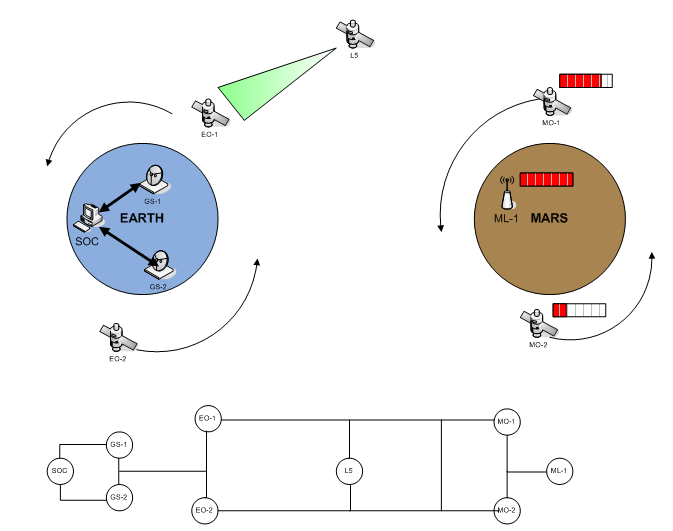 L5
EO-1
MO-1
GS-1
EARTH
SOC
ML-1
MARS
GS-2
EO-2
MO-2
EO-1
MO-1
GS-1
SOC
L5
ML-1
GS-2
EO-2
MO-2